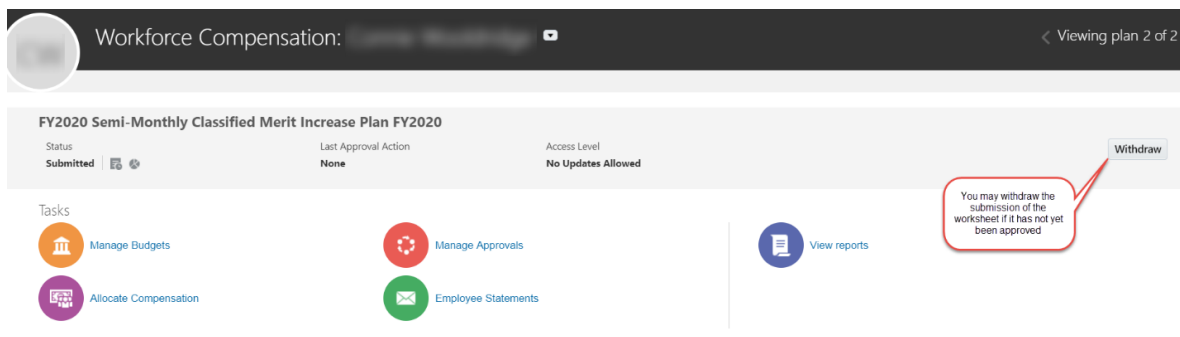 Workforce Compensation:
Viewing plan 2 of 2
FY2020 Semi-Monthly Classified Merit Increase Plan FY2020
Status
Last Approval Action
Access Level
Submitted
None
No Updates Allowed
Withdraw
You may withdraw the
submission of the
worksheet if it has not yet
been approved
Tasks
Manage Budgets
Manage Approvals
View reports
Allocate Compensation
Employee Statements